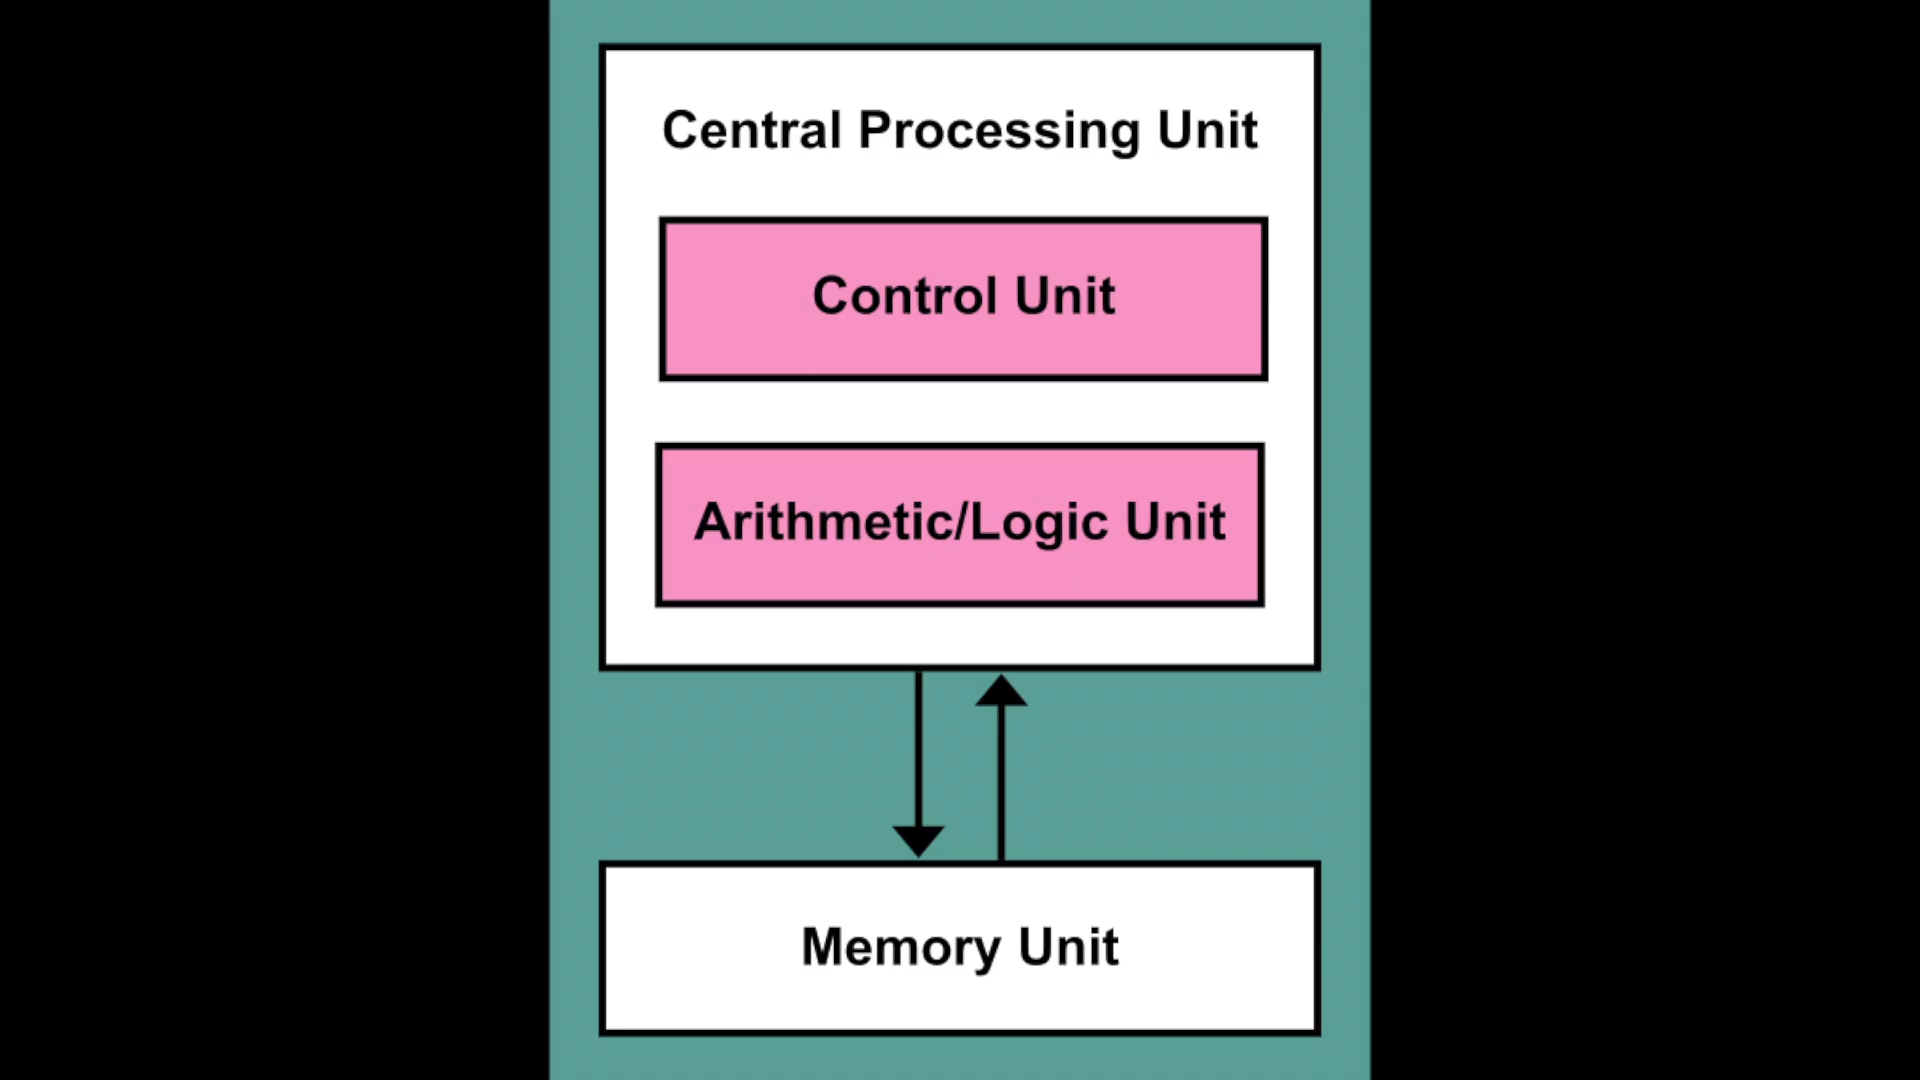 Central Processing Unit
Control Unit
Arithmetic/Logic Unit
Memory Unit